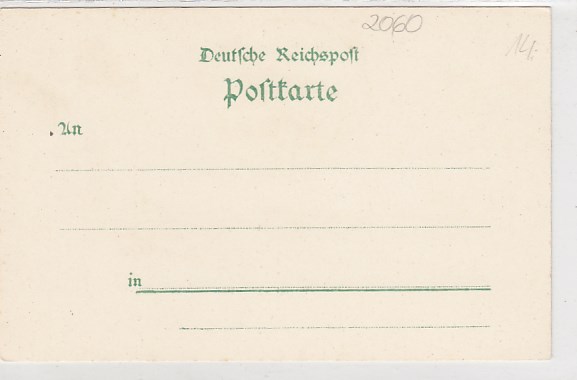 2060
14.-
Deutsche Reichspost
Postkarte
An
in